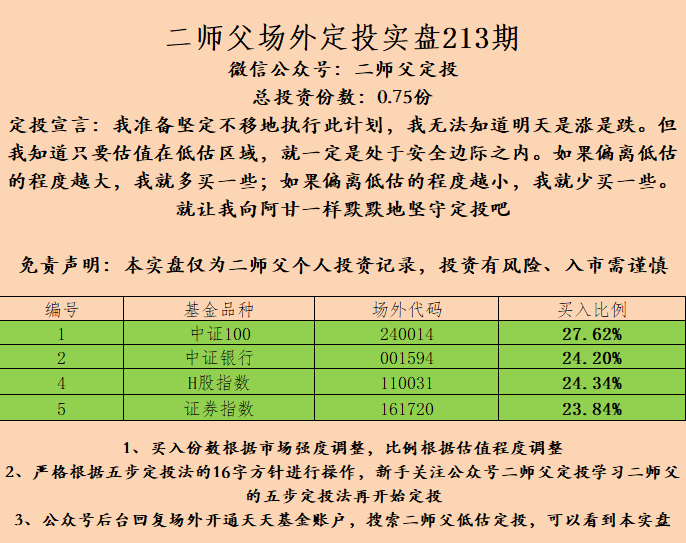 二师父场外定投实盘213期
微信公众号：二师父定投
总投资份数：0.75份
定投宣言：我准备坚定不移地执行此计划，我无法知道明天是涨是跌。但
我知道只要估值在低估区域，就一定是处于安全边际之内。如果偏离低估
的程度越大，我就多买一些；如果偏离低估的程度越小，我就少买一些。
就让我向阿甘一样默默地坚守定投吧
免责声明：本实盘仅为二师父个人投资记录，投资有风险、入市需谨慎
编号 基金品种 场外代码 买入比例
1 中证100 240014 27.62%
2 中证银行 001594 24.20%
4 H股指数 110031 24.34%
5 证券指数 161720 23.84%
1、买入份数根据市场强度调整，比例根据估值程度调整
2、严格根据五步定投法的16字方针进行操作，新手关注公众号二师父定投学习二师父
的五步定投法再开始定投
3、公众号后台回复场外开通天天基金账户，搜索二师父低估定投，可以看到本实盘